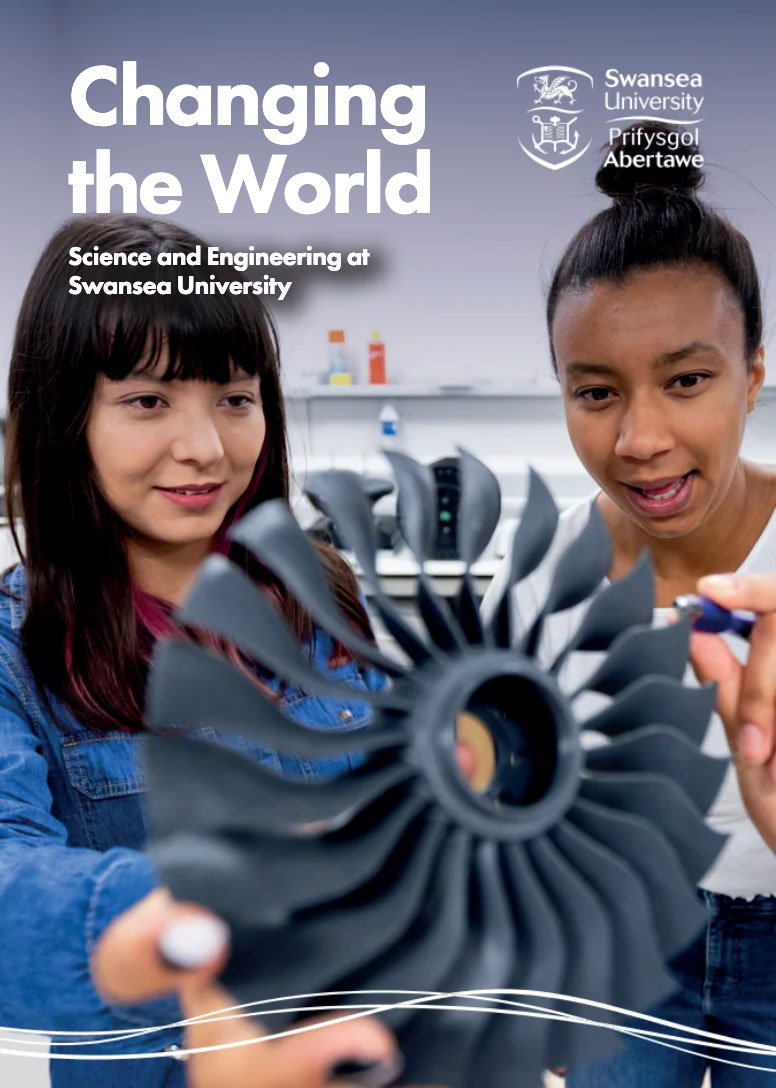 Changing
the World
Science and Engineering at
Swansea University
Swansea
University
Prifysgol
Abertawe